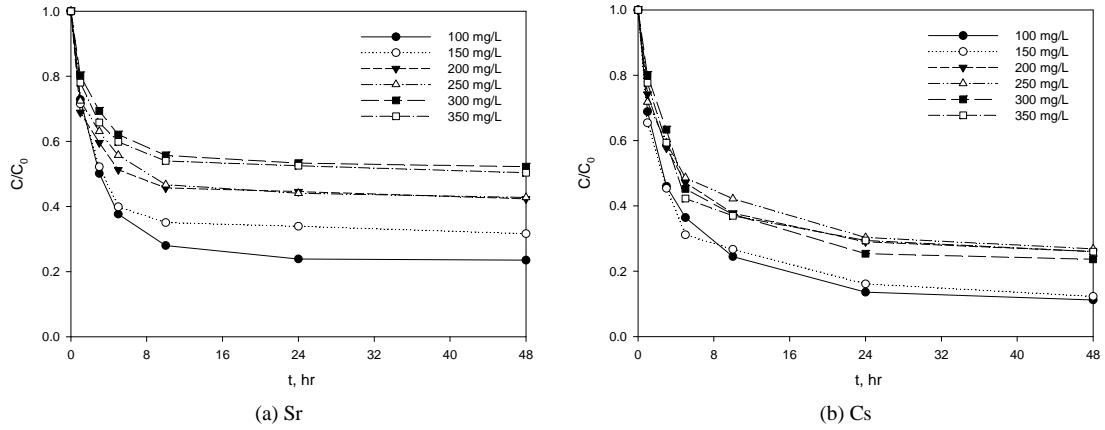 1.0
0.8
0.6
0.4
0.2
0.0
C/C0
0 8 16 24 32 40 48
t, hr
100 mg/L
150 mg/L
200 mg/L
250 mg/L
300 mg/L
350 mg/L
(a) Sr
1.0
0.8
0.6
0.4
0.2
0.0
C/C0
0 8 16 24 32 40 48
t, hr
100 mg/L
150 mg/L
200 mg/L
250 mg/L
300 mg/L
350 mg/L
(b) Cs